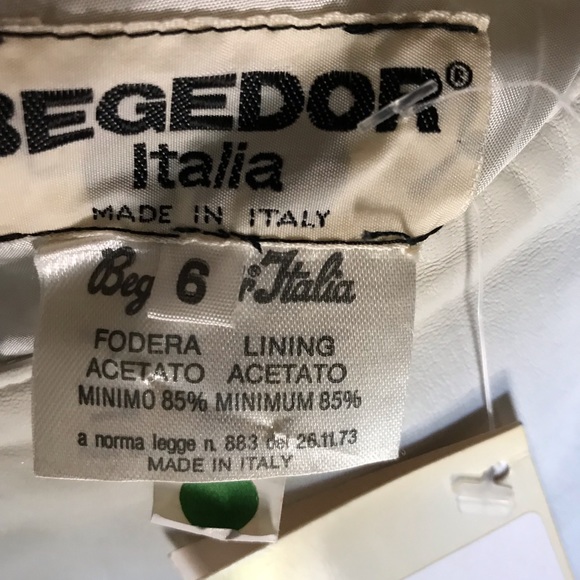 BEGEDOR®
Italia
MADE IN ITALY
Beg 6 r Italia
FODERA LINING
ACETATO ACETATO
MINIMO 85% MINIMUM 85%
a norma legge n. 883 del 26.11.73
MADE IN ITALY